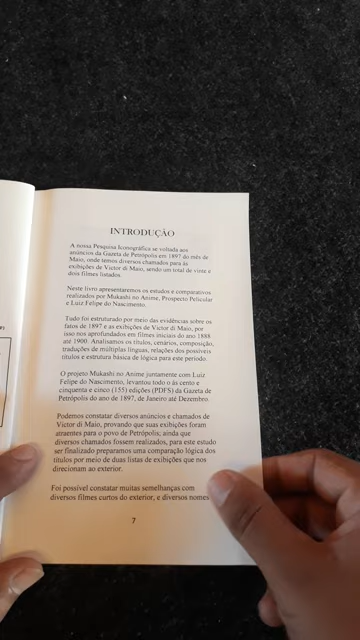 INTRODUÇÃO
A nossa Pesquisa Iconográfica se voltada aos
anúncios da Gazeta de Petrópolis em 1897 do mês de
Maio, onde temos diversos chamados para às
exibições de Victor di Maio, sendo um total de vinte e
dois filmes listados.
Neste livro apresentaremos os estudos e comparativos
realizados por Mukashi no Anime, Prospecto Pelicular
e Luiz Felipe do Nascimento.
Tudo foi estruturado por meio das evidências sobre os
fatos de 1897 e as exibições de Victor di Maio, por
isso nos aprofundados em filmes iniciais do ano 1888
até 1900. Analisamos os títulos, cenários, composição,
traduções de múltiplas línguas, relações dos possíveis
títulos e estrutura básica de lógica para este período.
O projeto Mukashi no Anime juntamente com Luiz
Felipe do Nascimento, levantou todo o às cento e
cinquenta e cinco (155) edições (PDFS) da Gazeta de
Petrópolis do ano de 1897, de Janeiro até Dezembro.
Podemos constatar diversos anúncios e chamados de
Victor di Maio, provando que suas exibições foram
atraentes para o povo de Petrópolis; ainda que
diversos chamados fossem realizados, para este estudo
ser finalizado preparamos uma comparação lógica dos
títulos por meio de duas listas de exibições que nos
direcionam ao exterior.
Foi possível constatar muitas semelhanças com
diversos filmes curtos do exterior, e diversos nomes
7